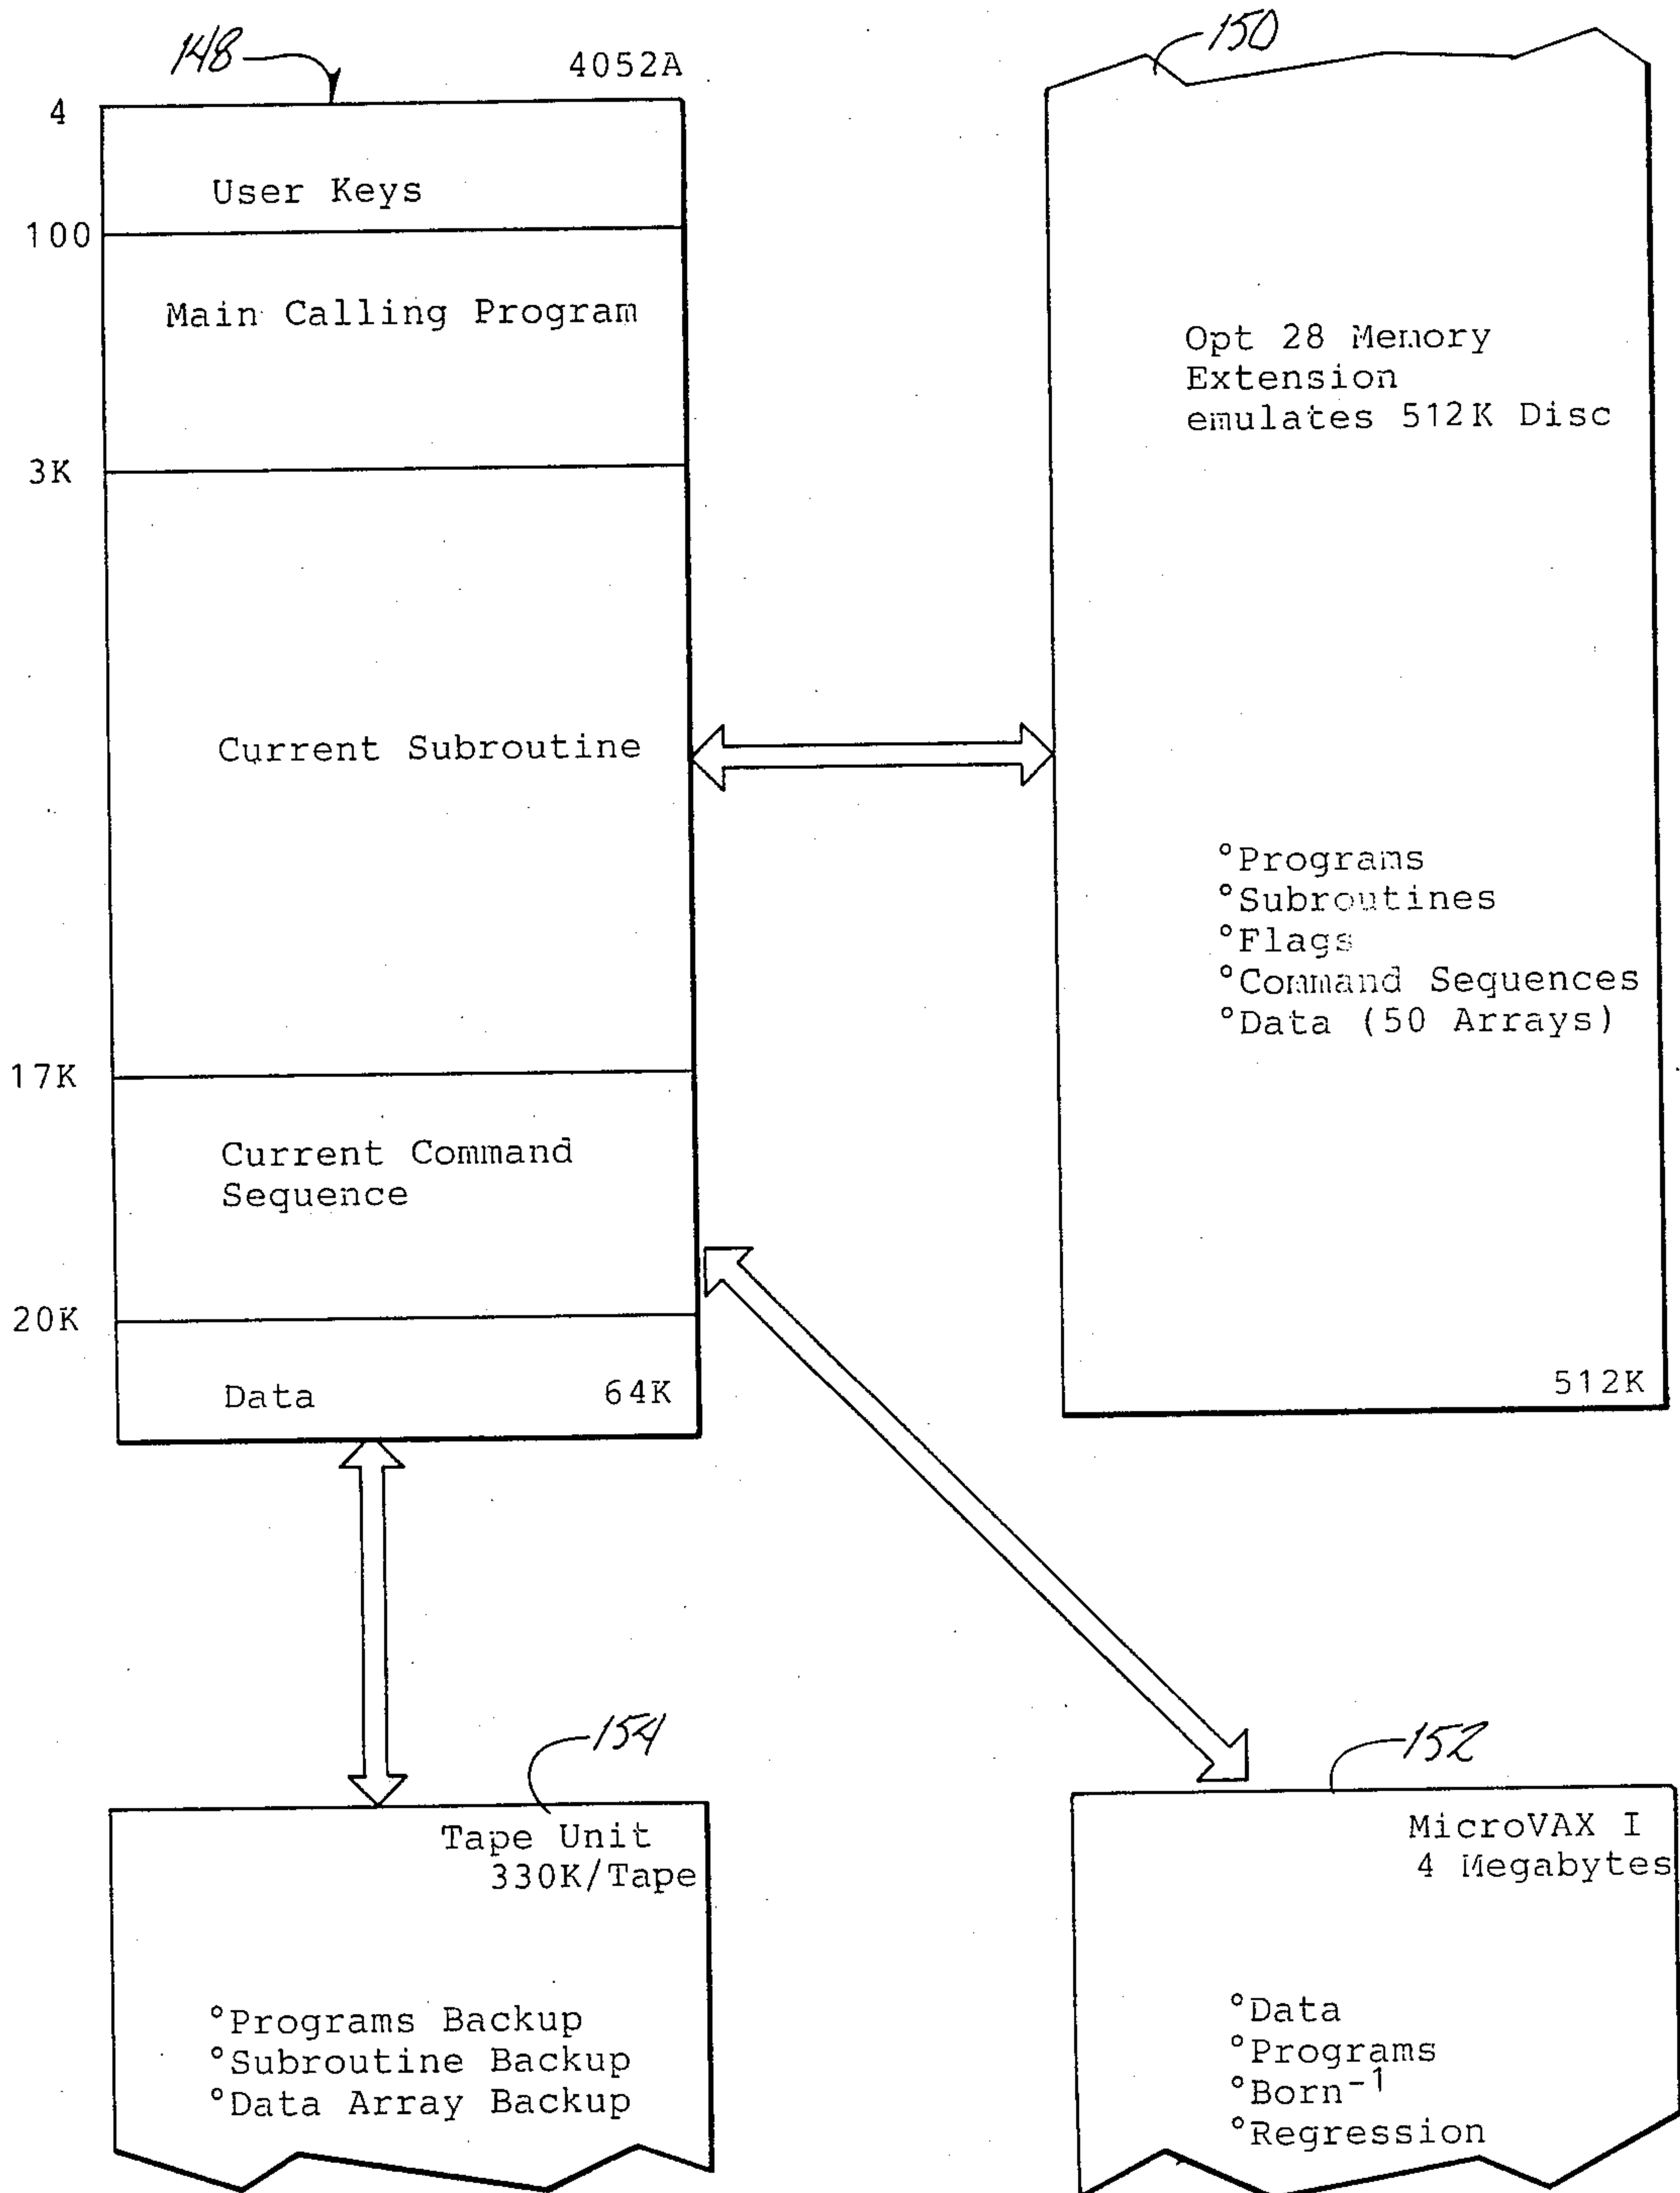 148
4052A
4
User Keys
100
Main Calling Program
3K
Current Subroutine
17K
Current Command
Sequence
20K
Data 64K
150
Opt 28 Memory
Extension
emulates 512K Disc
°Programs
°Subroutines
°Flags
°Command Sequences
°Data (50 Arrays)
512K
154
Tape Unit
330K/Tape
°Programs Backup
°Subroutine Backup
°Data Array Backup
152
MicroVAX I
4 Megabytes
°Data
°Programs
°Born⁻¹
°Regression